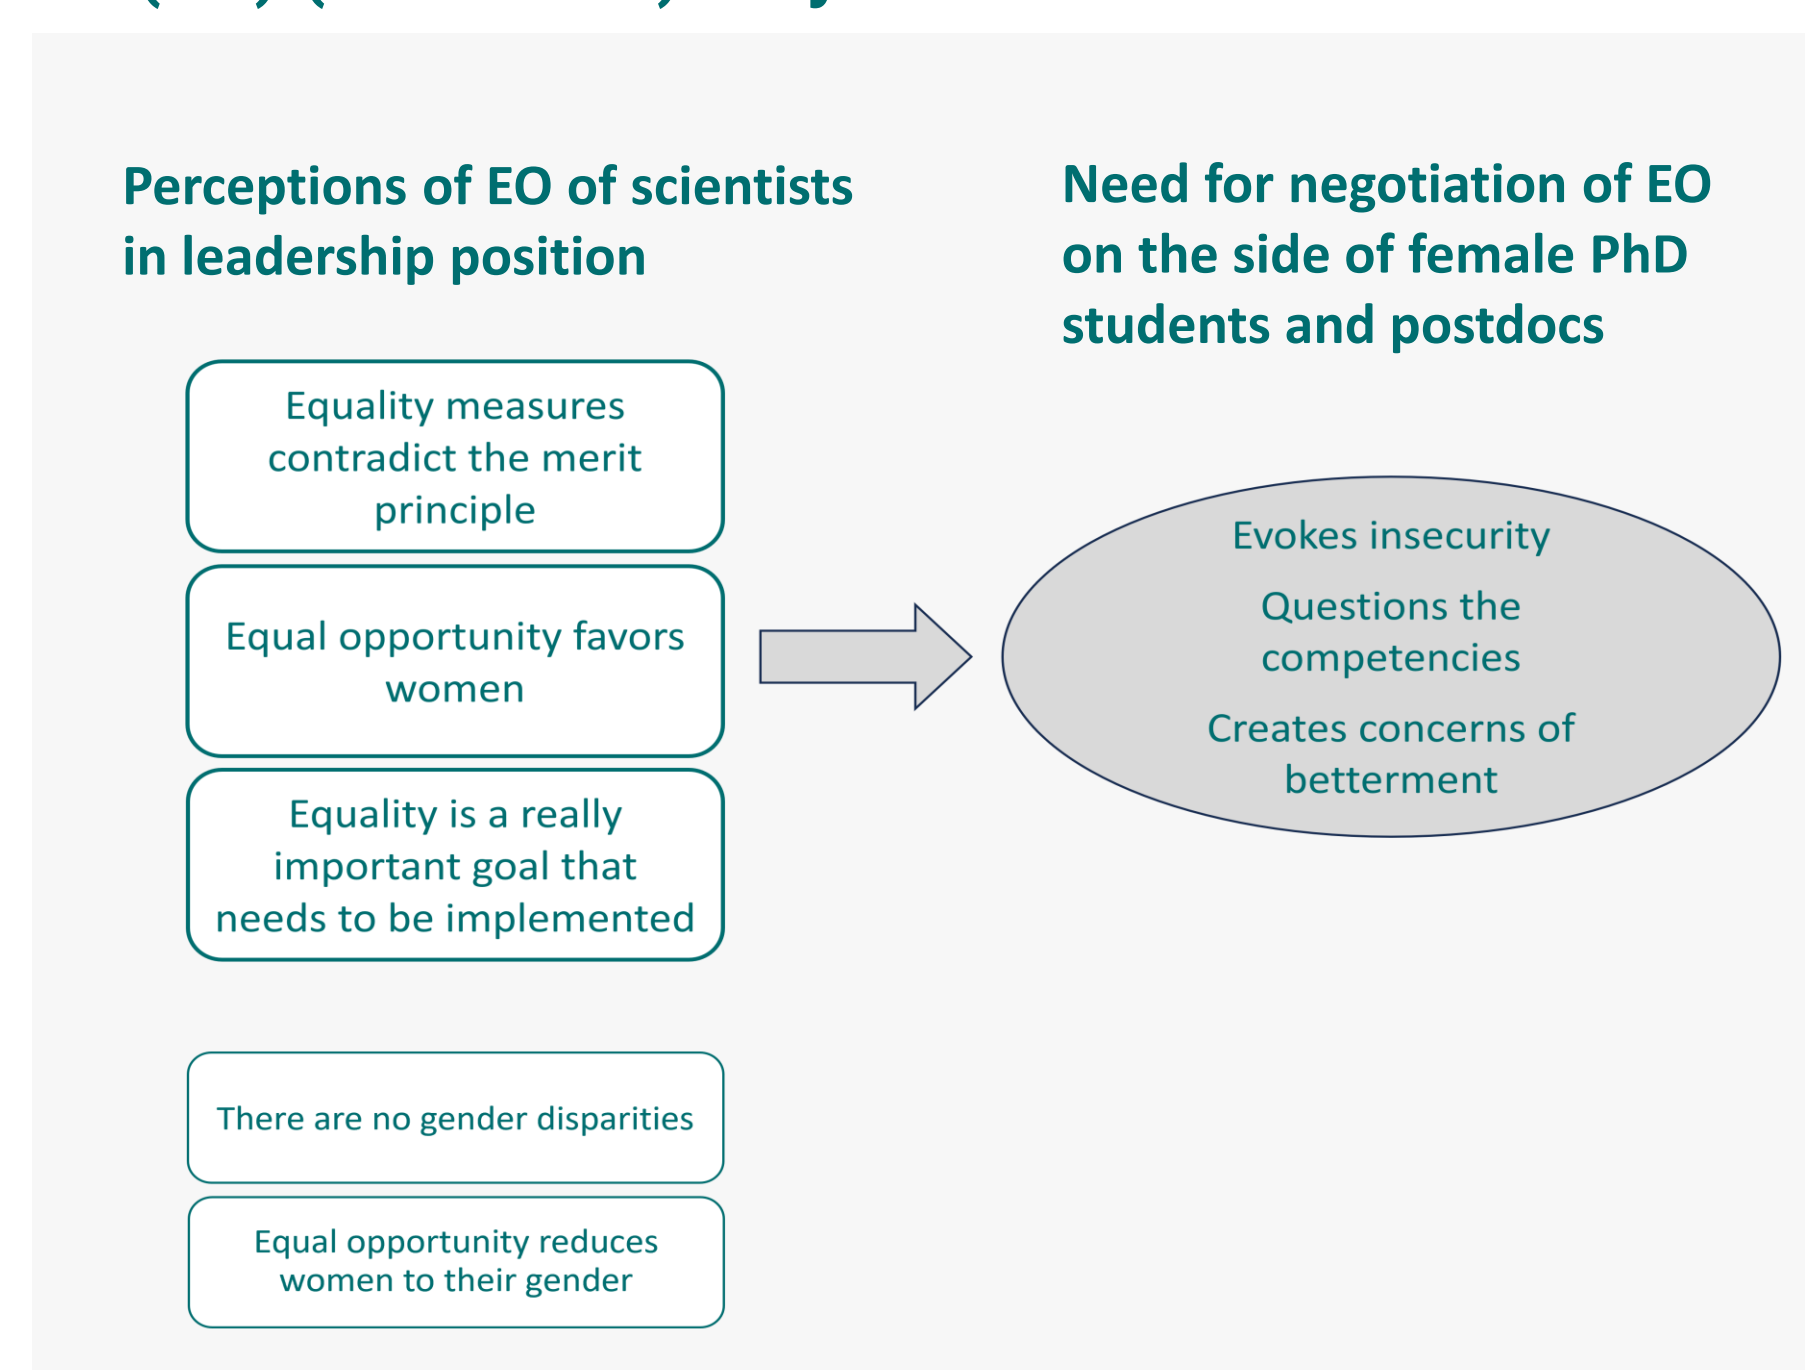 Perceptions of EO of scientists
in leadership position
Need for negotiation of EO
on the side of female PhD
students and postdocs
Equality measures
contradict the merit
principle
Equal opportunity favors
women
Equality is a really
important goal that
needs to be implemented
Evokes insecurity
Questions the
competencies
Creates concerns of
betterment
There are no gender disparities
Equal opportunity reduces
women to their gender